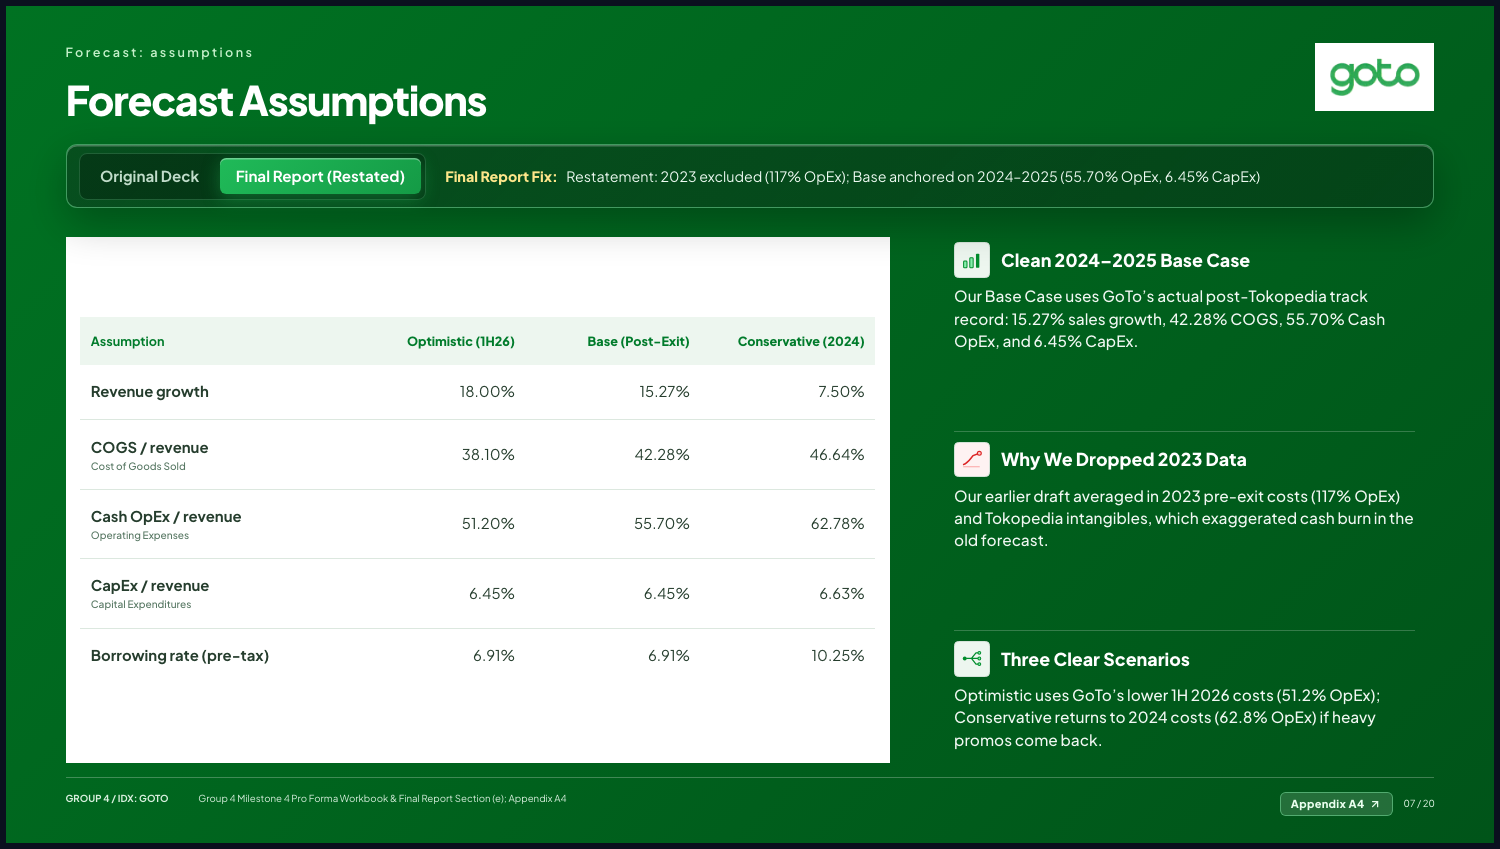 Forecast: assumptions
Forecast Assumptions
goto
Original Deck
Final Report (Restated)
Final Report Fix: Restatement: 2023 excluded (117% OpEx); Base anchored on 2024–2025 (55.70% OpEx, 6.45% CapEx)
Assumption Optimistic (1H26) Base (Post-Exit) Conservative (2024)
Revenue growth 18.00% 15.27% 7.50%
COGS / revenue 38.10% 42.28% 46.64%
Cost of Goods Sold
Cash OpEx / revenue 51.20% 55.70% 62.78%
Operating Expenses
CapEx / revenue 6.45% 6.45% 6.63%
Capital Expenditures
Borrowing rate (pre-tax) 6.91% 6.91% 10.25%
Clean 2024–2025 Base Case
Our Base Case uses GoTo's actual post-Tokopedia track
record: 15.27% sales growth, 42.28% COGS, 55.70% Cash
OpEx, and 6.45% CapEx.
Why We Dropped 2023 Data
Our earlier draft averaged in 2023 pre-exit costs (117% OpEx)
and Tokopedia intangibles, which exaggerated cash burn in the
old forecast.
Three Clear Scenarios
Optimistic uses GoTo's lower 1H 2026 costs (51.2% OpEx);
Conservative returns to 2024 costs (62.8% OpEx) if heavy
promos come back.
GROUP 4 / IDX: GOTO
Group 4 Milestone 4 Pro Forma Workbook & Final Report Section (e); Appendix A4
Appendix A4 ↗
07 / 20